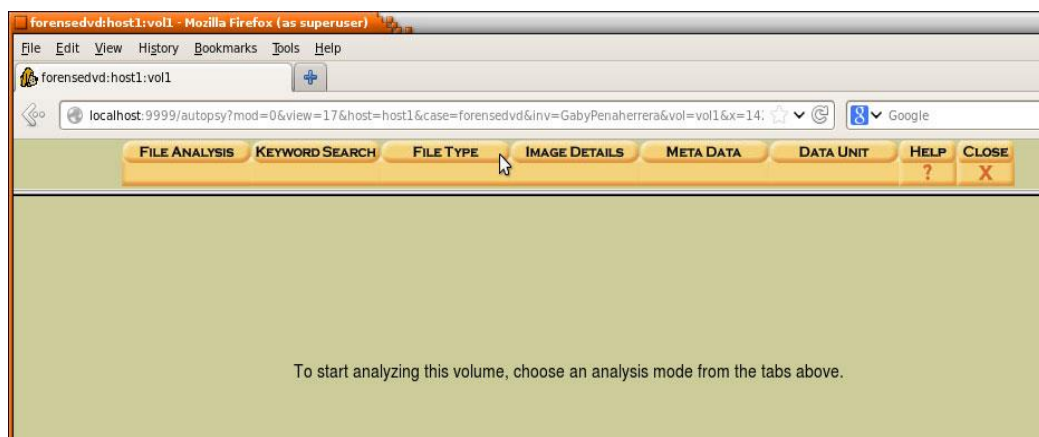 forensedvd:host1:vol1 - Mozilla Firefox (as superuser)
File Edit View History Bookmarks Tools Help
forensedvd:host1:vol1
localhost:9999/autopsy?mod=0&view=17&host=host1&case=forensedvd&inv=GabyPenaherrera&vol=vol1&x=14
Google
FILE ANALYSIS KEYWORD SEARCH FILE TYPE IMAGE DETAILS META DATA DATA UNIT HELP CLOSE
? X
To start analyzing this volume, choose an analysis mode from the tabs above.